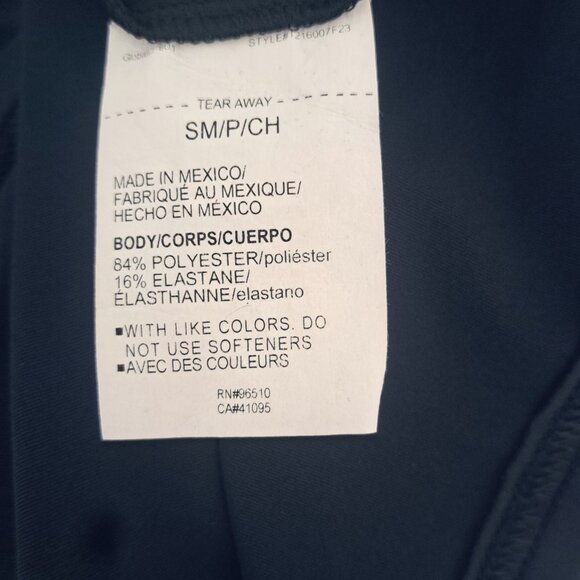 STYLE#1216007F23
TEAR AWAY
SM/P/CH
MADE IN MEXICO/
FABRIQUÉ AU MEXIQUE/
HECHO EN MÉXICO
BODY/CORPS/CUERPO
84% POLYESTER/poliéster
16% ELASTANE/
ÉLASTHANNE/elastano
▪WITH LIKE COLORS. DO
NOT USE SOFTENERS
▪AVEC DES COULEURS
RN#96510
CA#41095